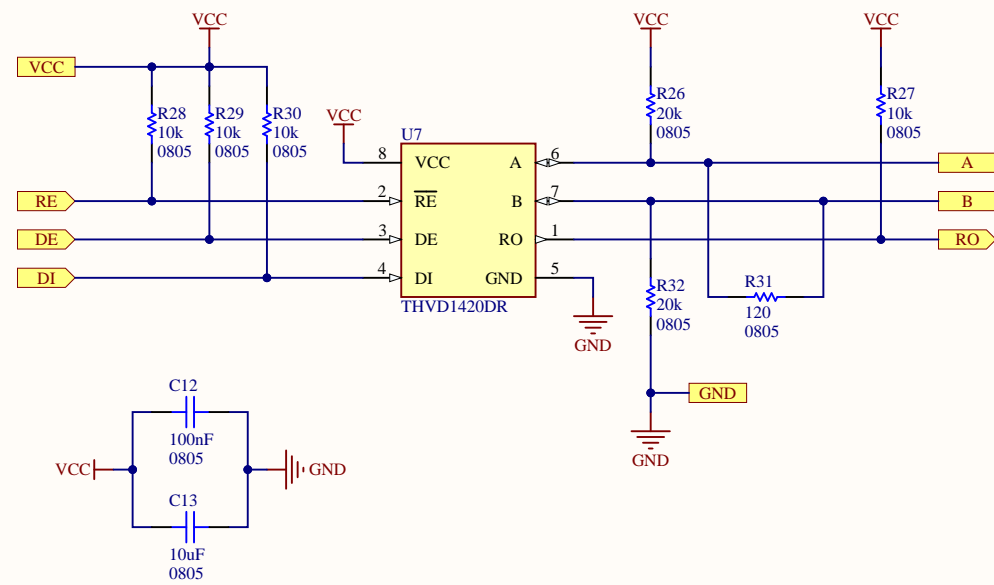 VCC
VCC
VCC
VCC
R28
10k
0805
R29
10k
0805
R30
10k
0805
VCC
R26
20k
0805
R27
10k
0805
U7
8
VCC
A
6
A
RE
2
RE
B
7
B
DE
3
DE
RO
1
RO
DI
4
DI
GND
5
THVD1420DR
GND
R32
20k
0805
R31
120
0805
GND
GND
C12
100nF
0805
VCC
GND
C13
10uF
0805